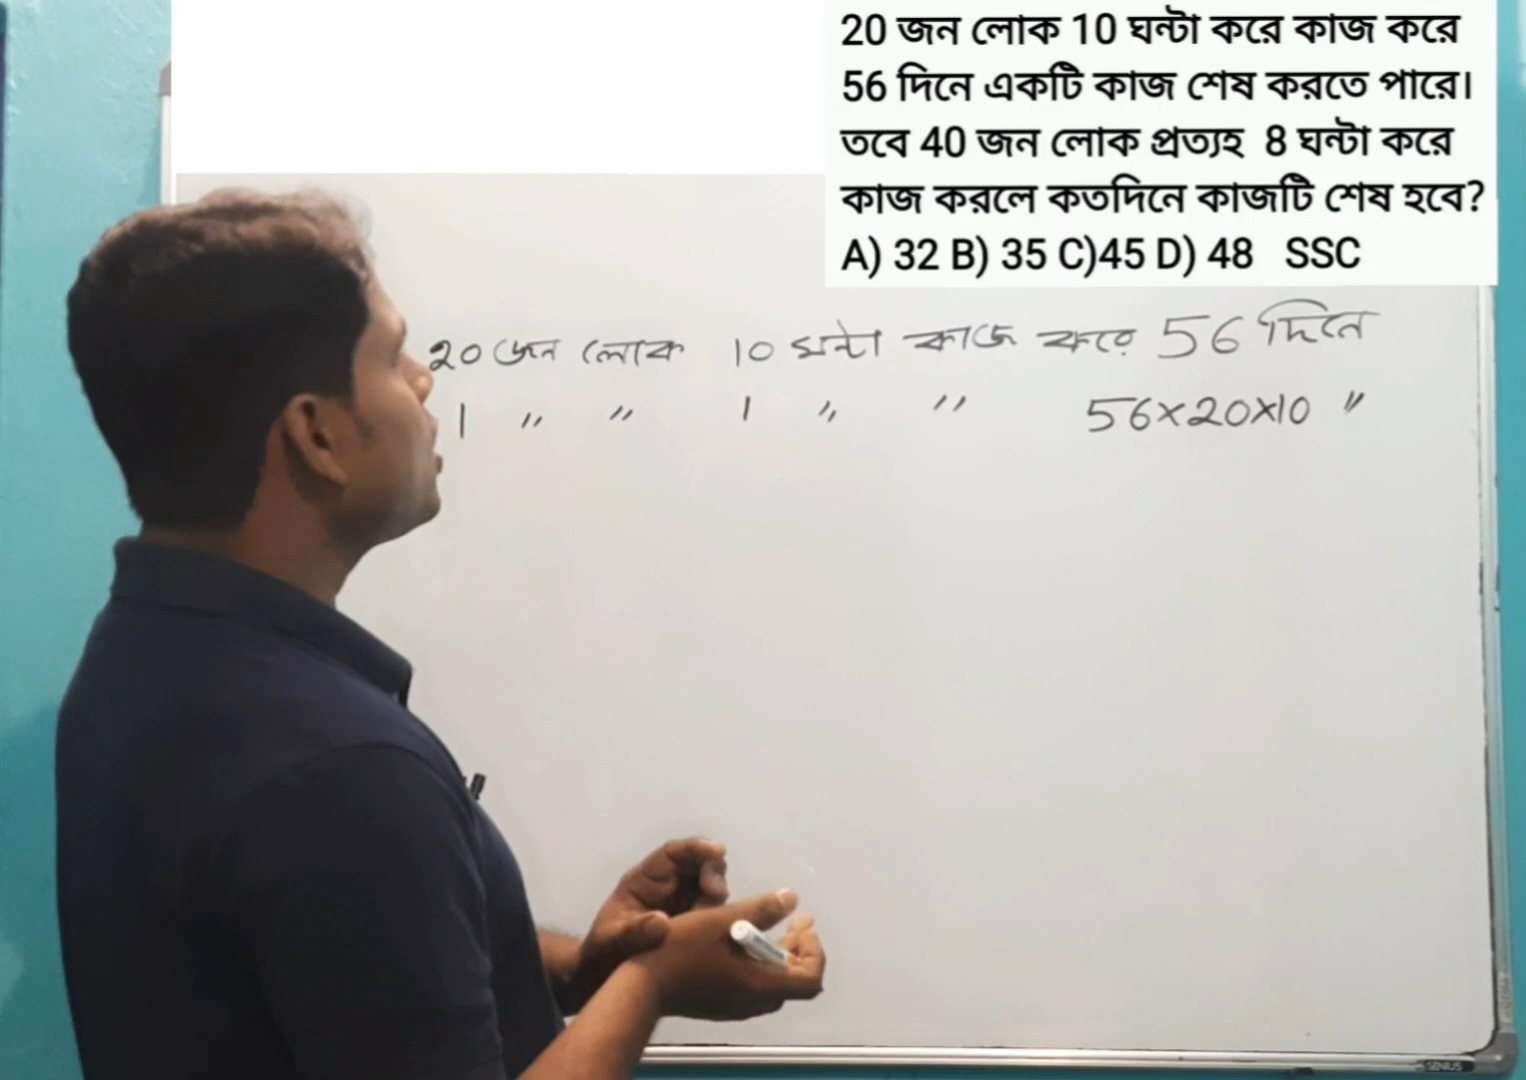 20 জন লোক 10 ঘন্টা করে কাজ করে
56 দিনে একটি কাজ শেষ করতে পারে।
তবে 40 জন লোক প্রত্যহ 8 ঘন্টা করে
কাজ করলে কতদিনে কাজটি শেষ হবে?
A) 32 B) 35 C)45 D) 48 SSC
20 জন লোক 10 ঘন্টা কাজ করে 56 দিনে
1 " " 1 " " 56×20×10 "